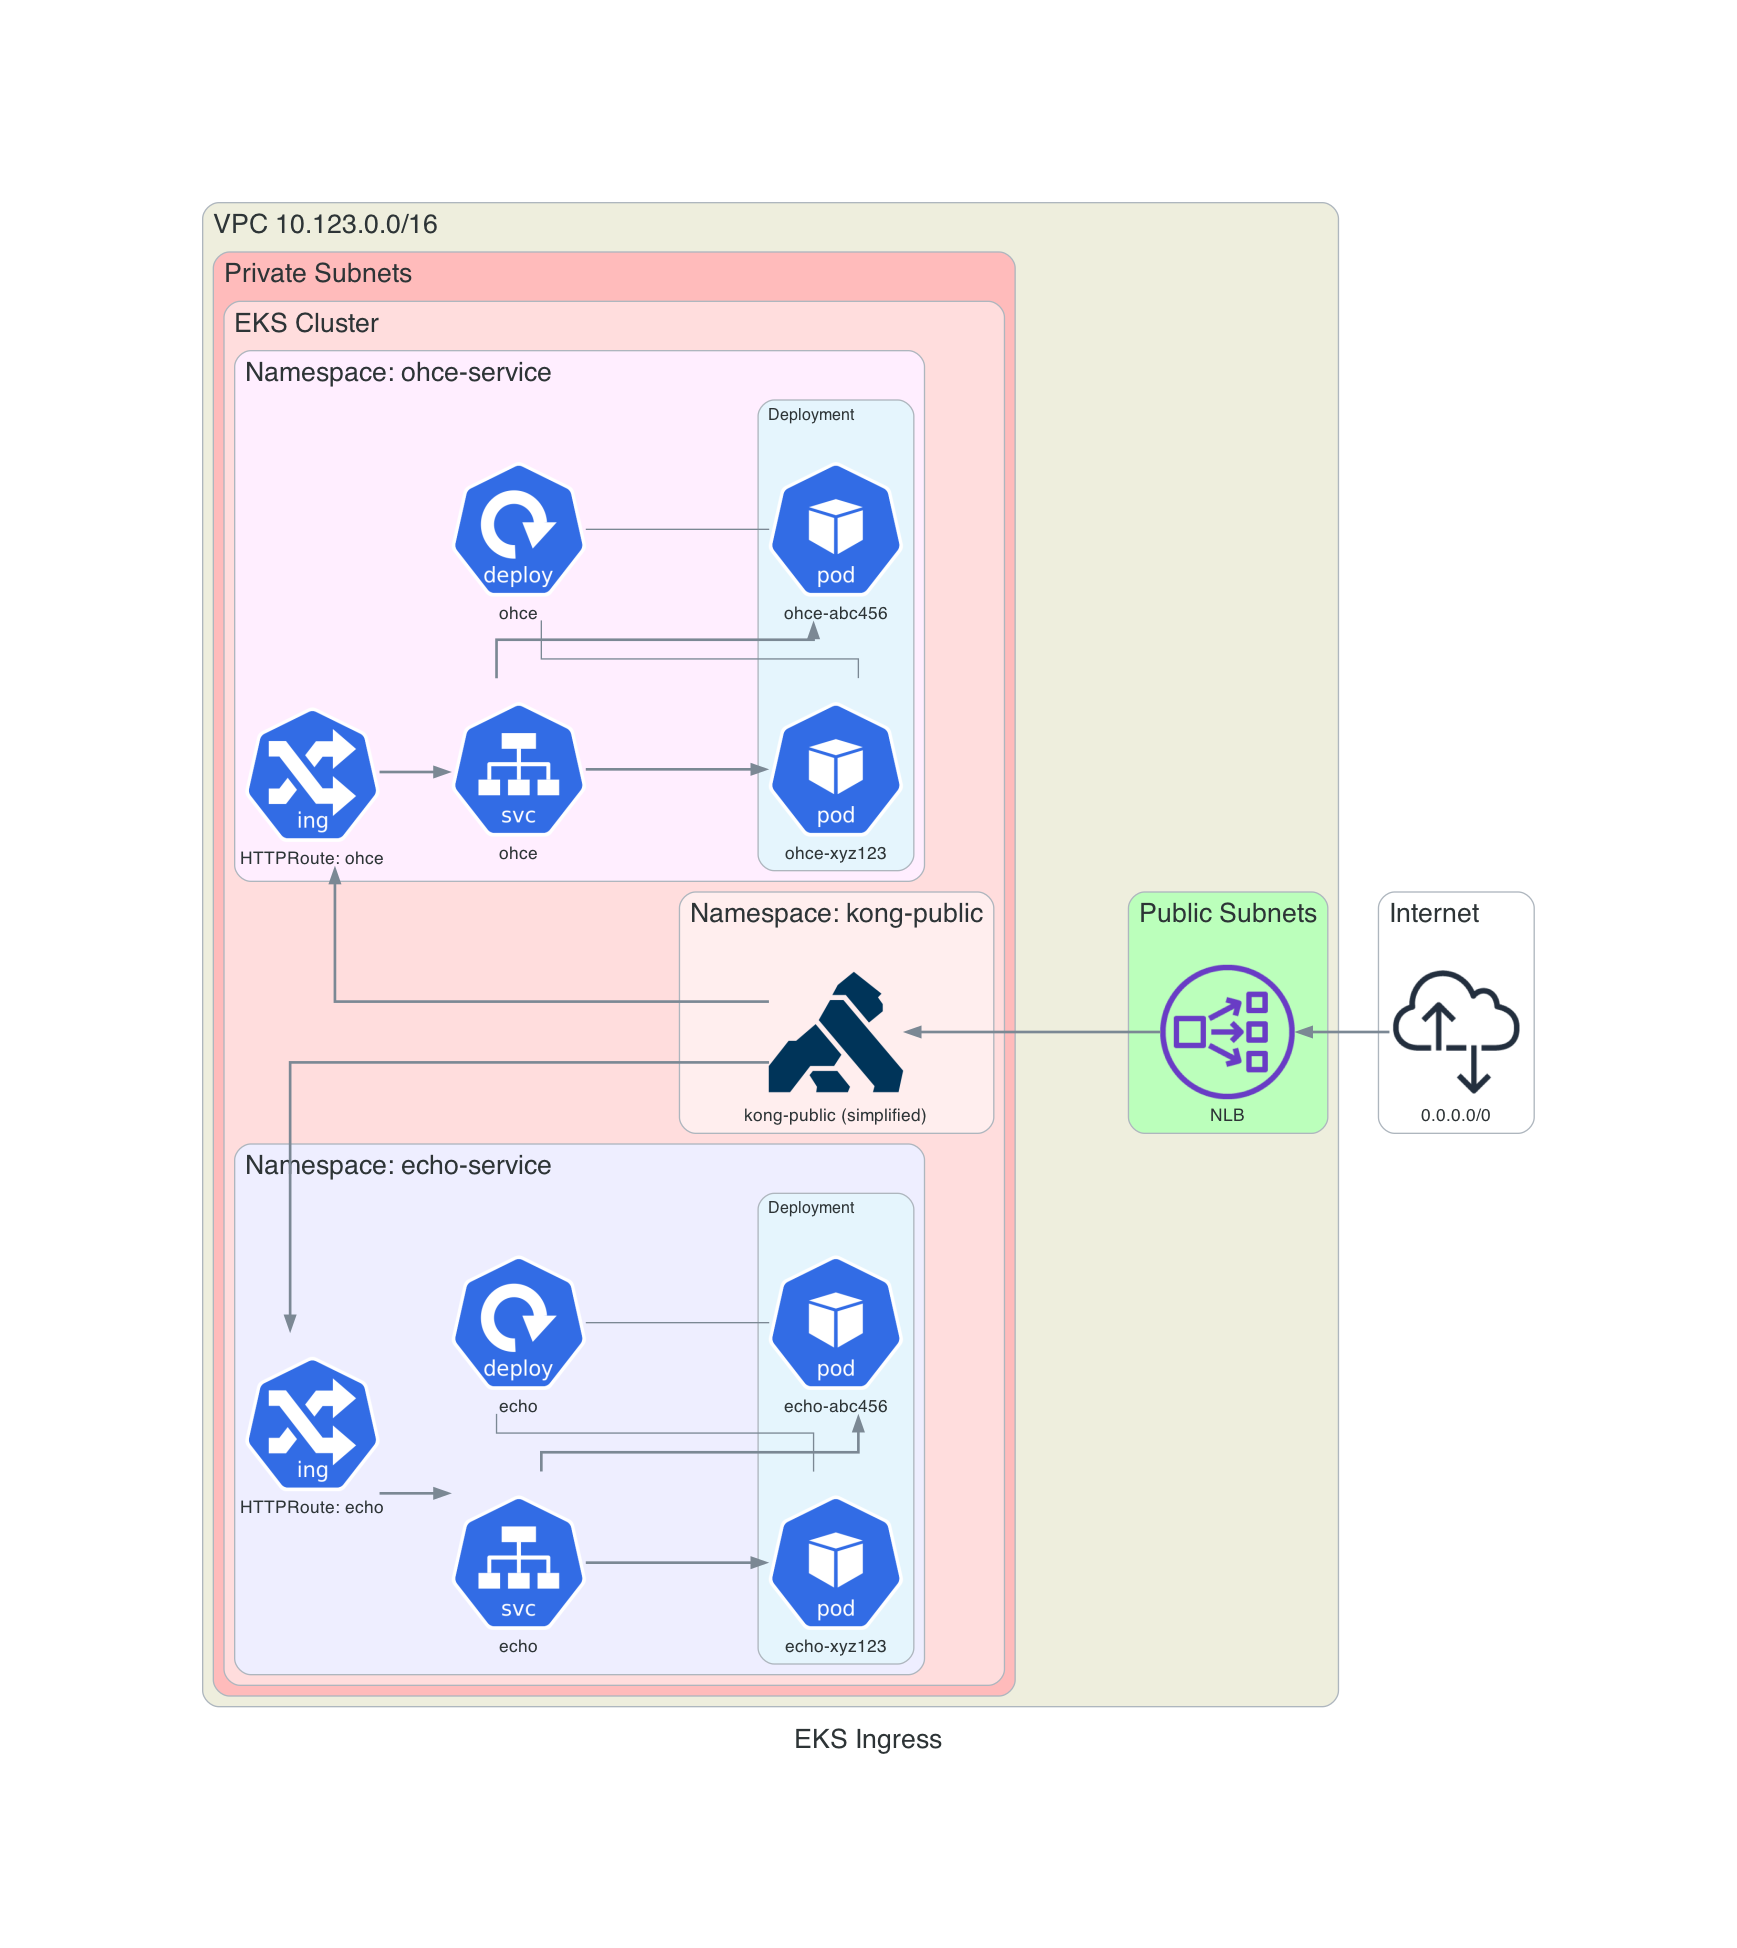 VPC 10.123.0.0/16
Private Subnets
EKS Cluster
Namespace: ohce-service
Deployment
deploy
pod
ohce
ohce-abc456
ing
svc
pod
HTTPRoute: ohce
ohce
ohce-xyz123
Namespace: kong-public
kong-public (simplified)
Public Subnets
NLB
Internet
0.0.0.0/0
Namespace: echo-service
Deployment
deploy
pod
echo
echo-abc456
ing
HTTPRoute: echo
svc
pod
echo
echo-xyz123
EKS Ingress